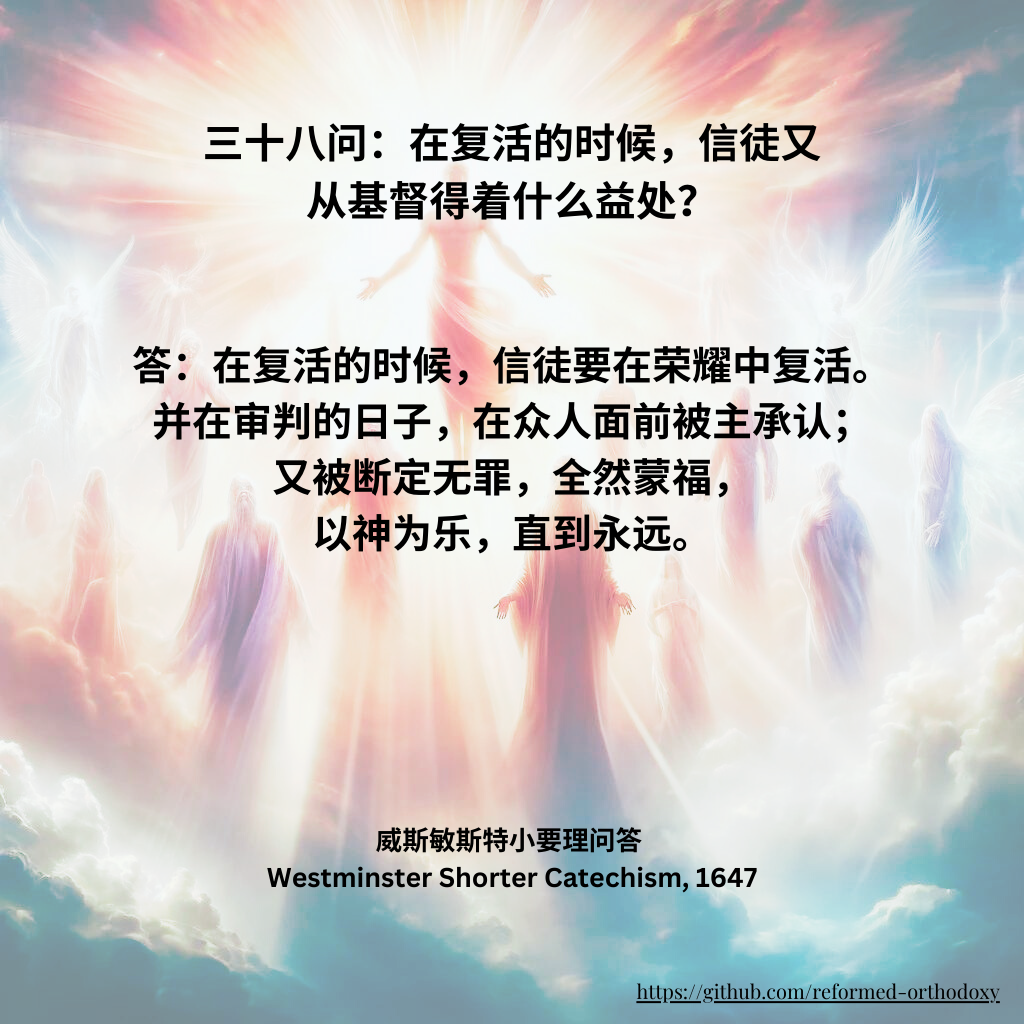 三十八问：在复活的时候，信徒又
从基督得着什么益处？
答：在复活的时候，信徒要在荣耀中复活。
并在审判的日子，在众人面前被主承认；
又被断定无罪，全然蒙福，
以神为乐，直到永远。
威斯敏斯特小要理问答
Westminster Shorter Catechism, 1647
https://github.com/reformed-orthodoxy